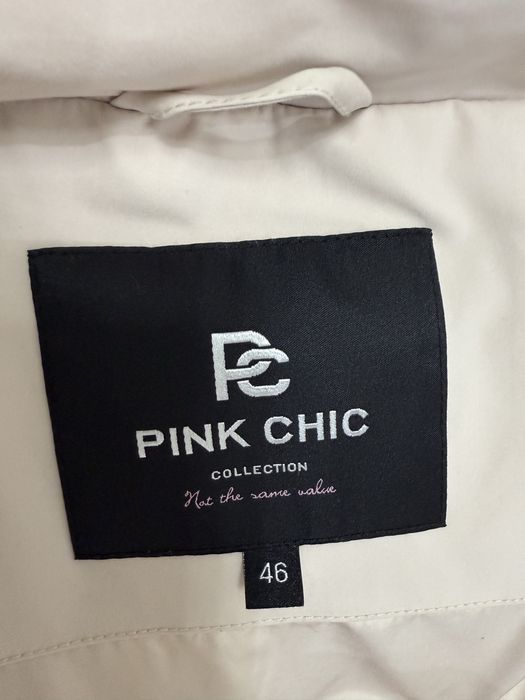 PC
PINK CHIC
COLLECTION
Not the same value
46